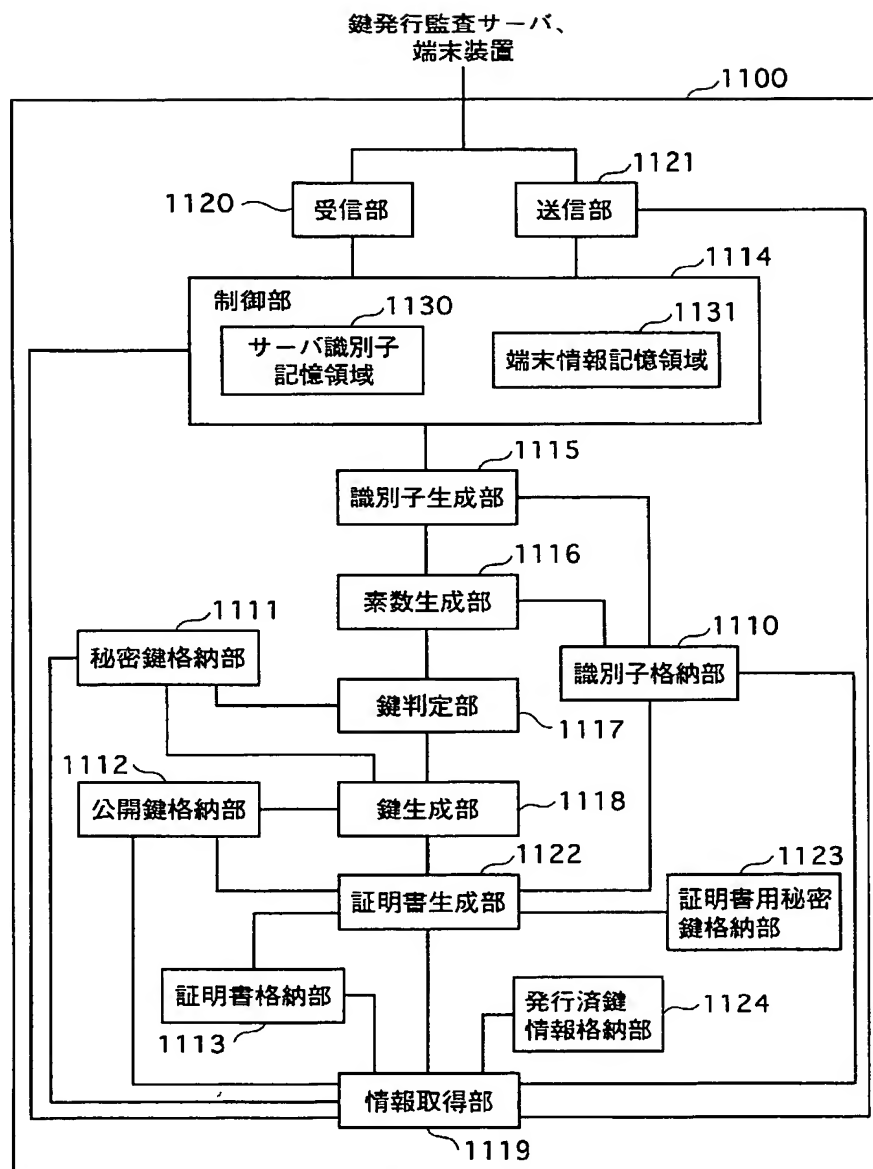 鍵発行監査サーバ、
端末装置
1100
1121
1120
受信部
送信部
1114
制御部
1130
1131
サーバ識別子
記憶領域
端末情報記憶領域
1115
識別子生成部
1116
素数生成部
1111
1110
秘密鍵格納部
識別子格納部
鍵判定部
1117
1112
公開鍵格納部
鍵生成部
1118
1122
1123
証明書生成部
証明書用秘密
鍵格納部
証明書格納部
1113
発行済鍵
情報格納部
1124
情報取得部
1119